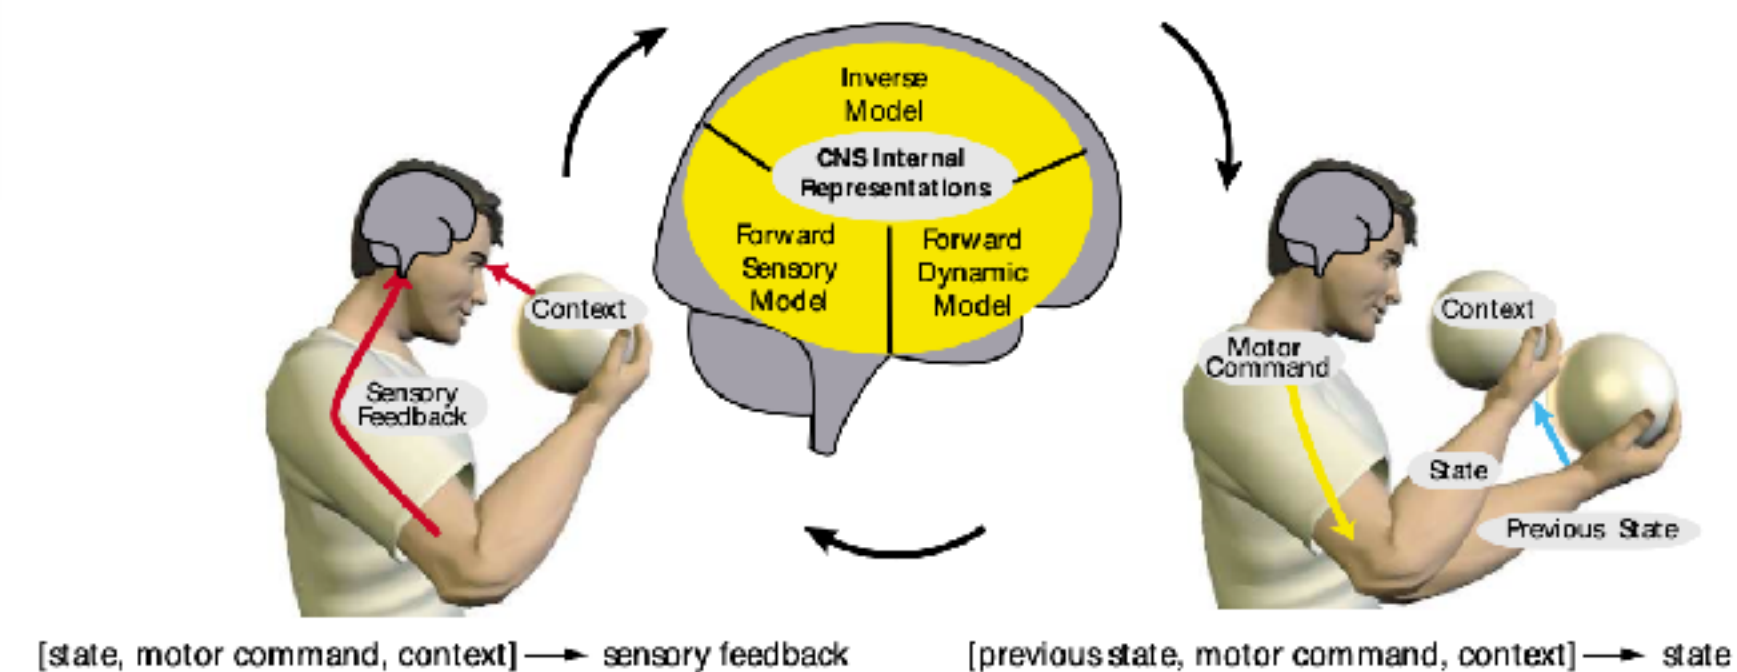 Inverse
Model
CNS Internal
Representations
Forward
Sensory
Model
Forward
Dynamic
Model
Context
Sensory
Feedback
Context
Motor
Command
State
Previous State
[state, motor command, context] → sensory feedback
[previous state, motor command, context] → state